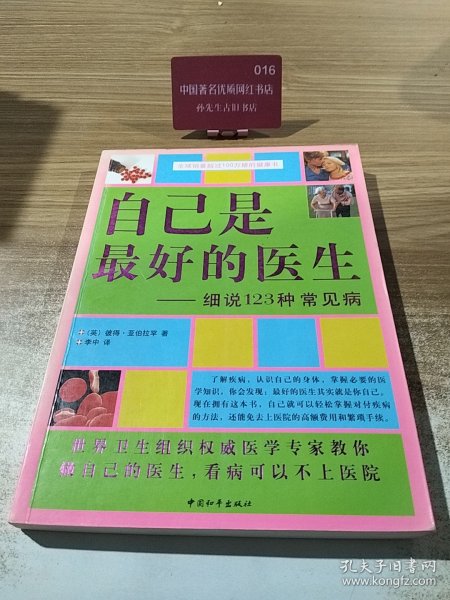 016
中国著名优质网红书店
孙先生古旧书店
全球销量超过100万册的健康书
自己是
最好的医生
——细说123种常见病
(英) 彼得·亚伯拉罕 著
李中 译
了解疾病,认识自己的身体,掌握必要的医
学知识,你会发现:最好的医生其实就是你自己。
现在拥有这本书,自己就可以轻松掌握对付疾病
的方法,还能免去上医院的高额费用和繁琐手续。
世界卫生组织权威医学专家教你
做自己的医生,看病可以不上医院
中国和平出版社
孔夫子旧书网
www.kongfz.com